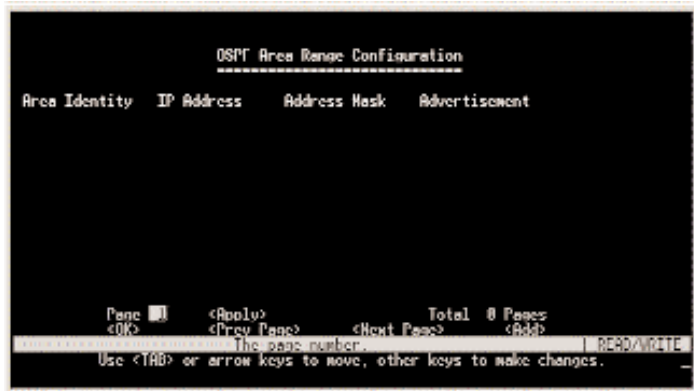 OSPF Area Range Configuration
Area Identity IP Address Address Mask Advertisement
Page 1 <Apply> Total 0 Pages
<OK> <Prev Page> <Next Page> <Add>
The page number. | READ/WRITE
Use <TAB> or arrow keys to move, other keys to make changes.